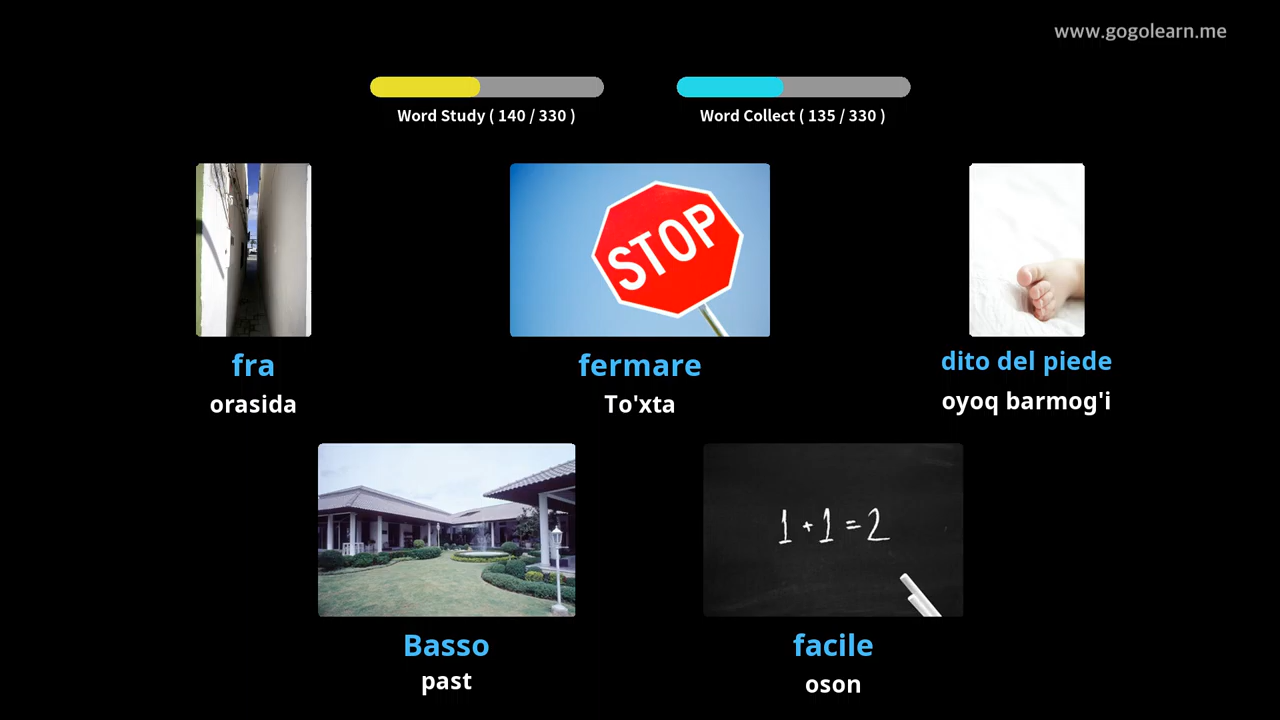 www.gogolearn.me
Word Study ( 140 / 330 )
Word Collect ( 135 / 330 )
STOP
fra
fermare
dito del piede
orasida
To'xta
oyoq barmog'i
1 + 1 = 2
Basso
facile
past
oson